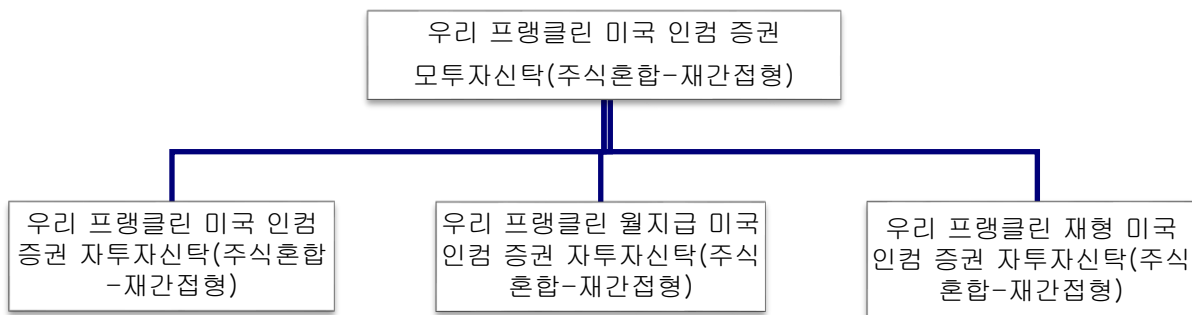 우리 프랭클린 미국 인컴 증권
모투자신탁(주식혼합-재간접형)
우리 프랭클린 미국 인컴
증권 자투자신탁(주식혼합
-재간접형)
우리 프랭클린 월지급 미국
인컴 증권 자투자신탁(주식
혼합-재간접형)
우리 프랭클린 재형 미국
인컴 증권 자투자신탁(주식
혼합-재간접형)